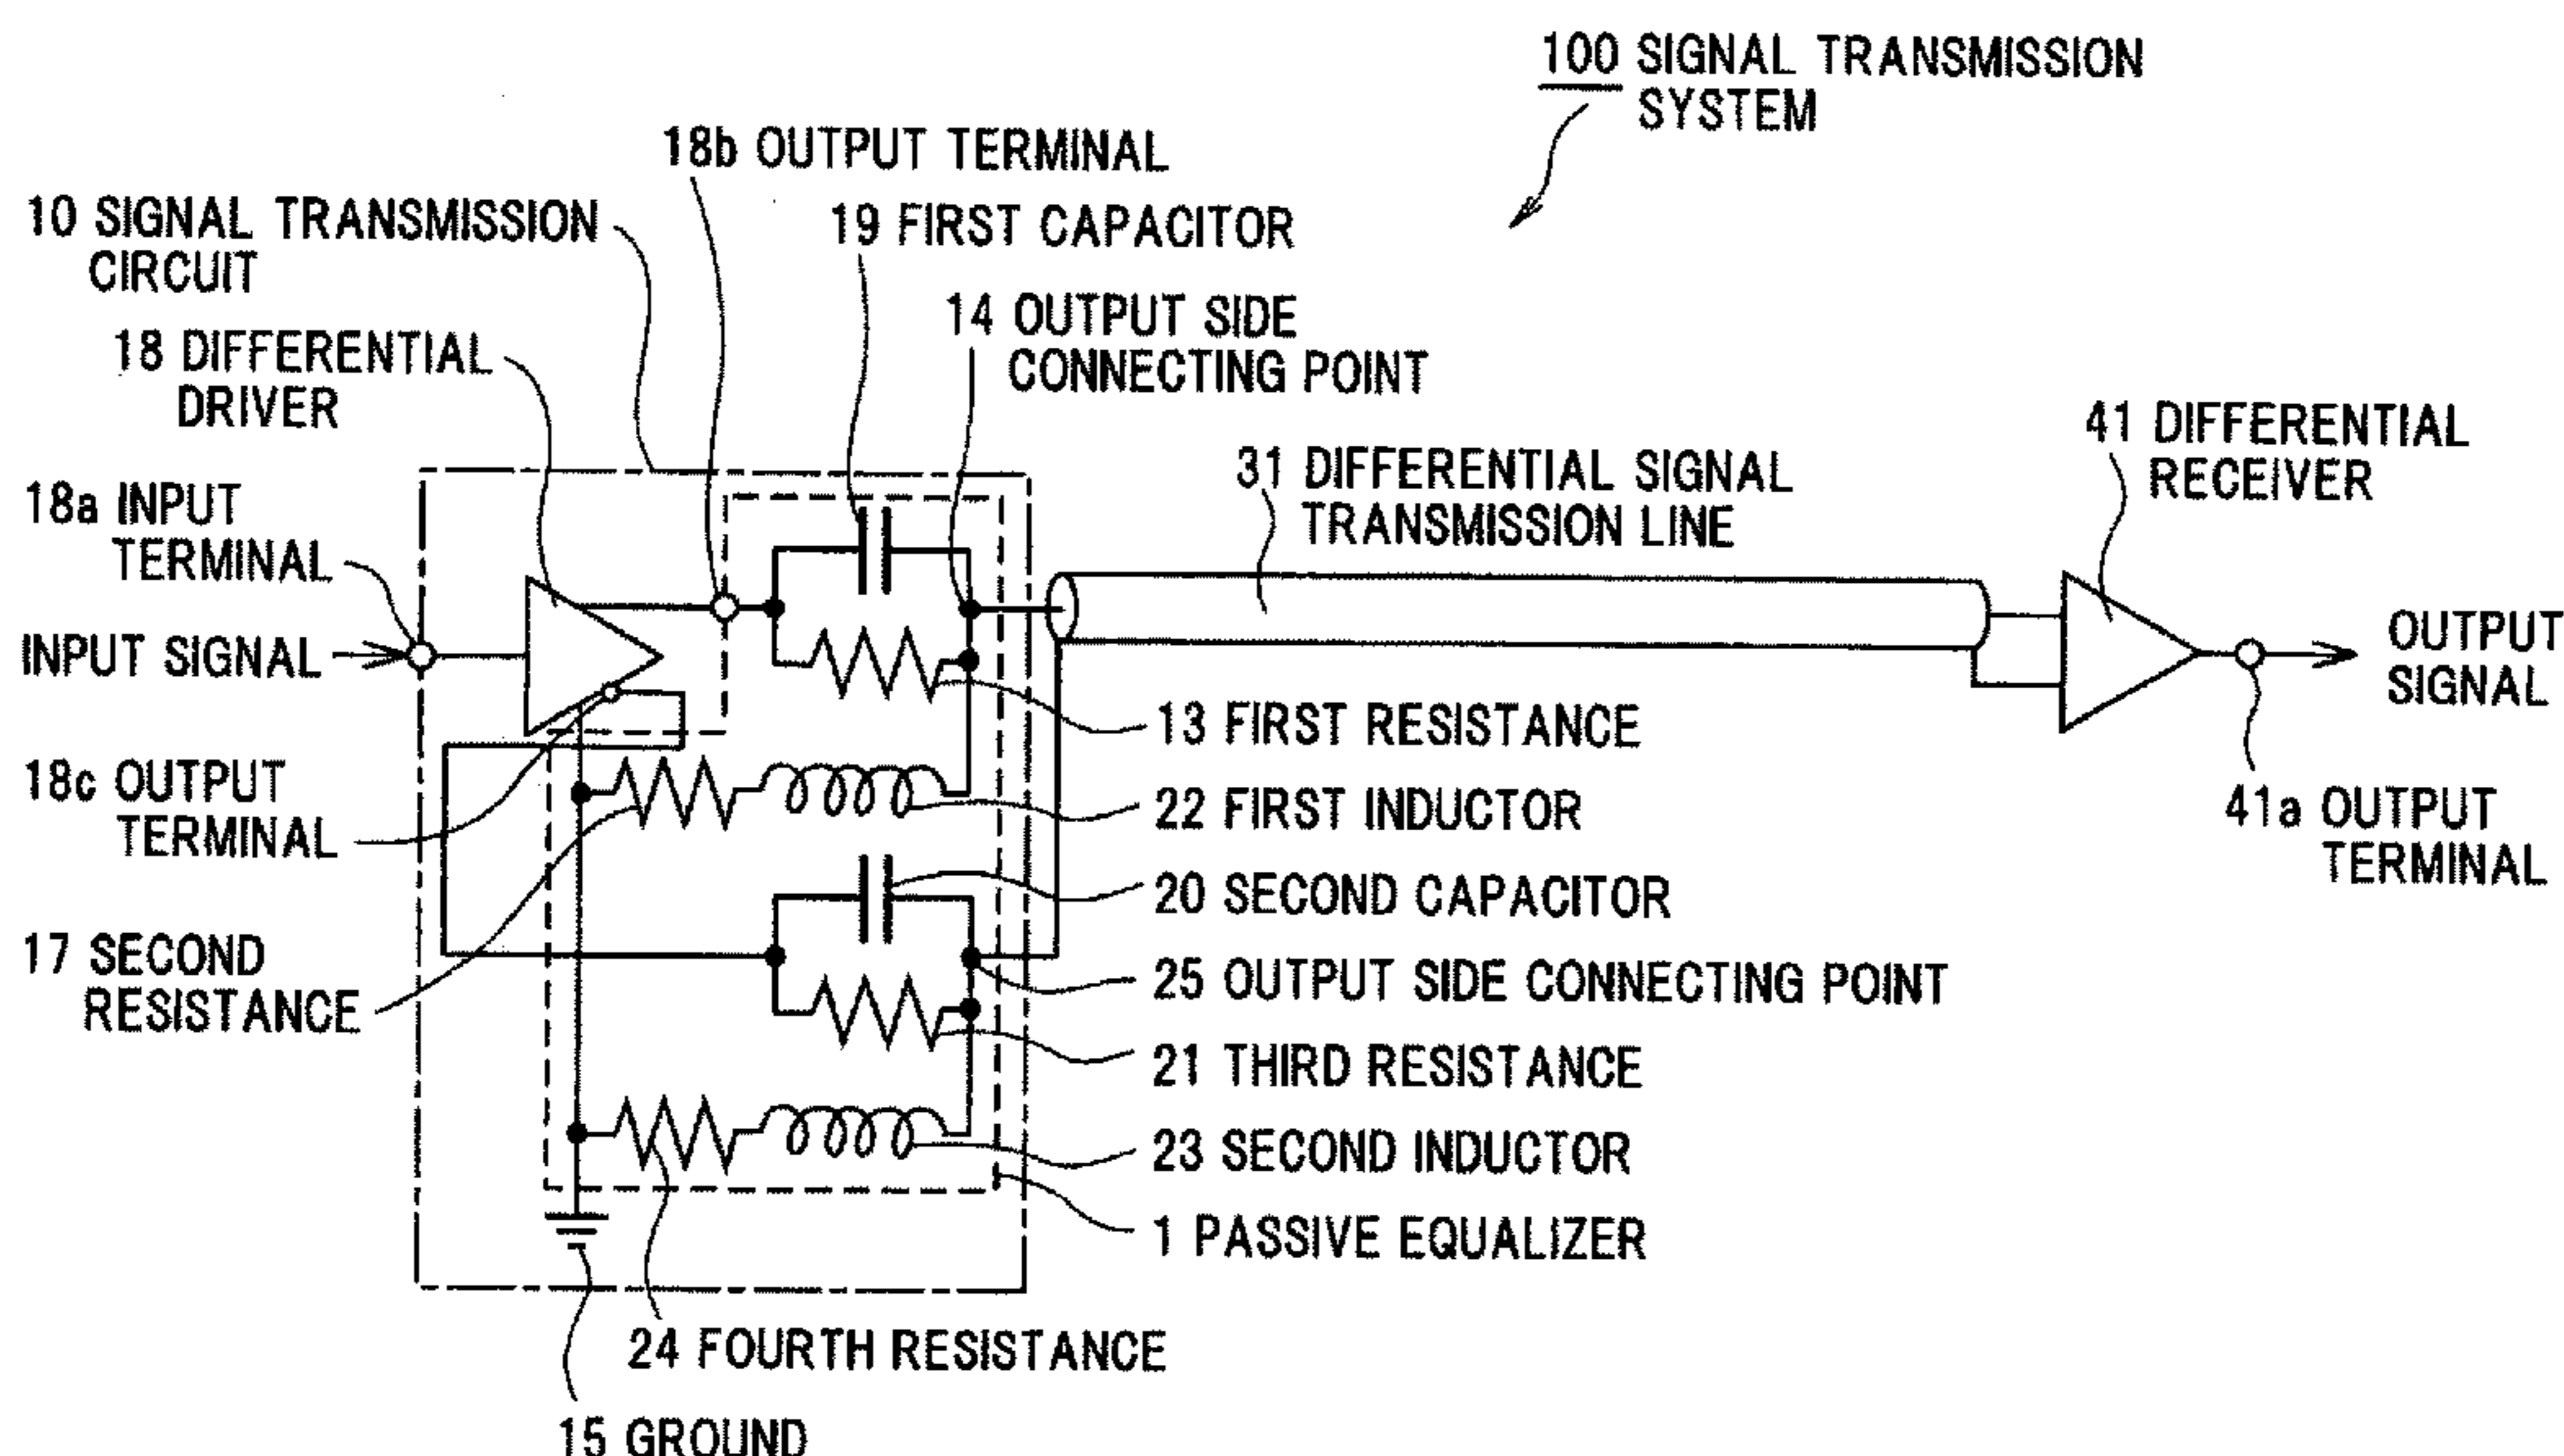 100 SIGNAL TRANSMISSION
SYSTEM
18b OUTPUT TERMINAL
10 SIGNAL TRANSMISSION
CIRCUIT
19 FIRST CAPACITOR
14 OUTPUT SIDE
CONNECTING POINT
18 DIFFERENTIAL
DRIVER
41 DIFFERENTIAL
RECEIVER
31 DIFFERENTIAL SIGNAL
TRANSMISSION LINE
18a INPUT
TERMINAL
INPUT SIGNAL
OUTPUT
SIGNAL
13 FIRST RESISTANCE
18c OUTPUT
TERMINAL
22 FIRST INDUCTOR
41a OUTPUT
TERMINAL
20 SECOND CAPACITOR
17 SECOND
RESISTANCE
25 OUTPUT SIDE CONNECTING POINT
21 THIRD RESISTANCE
23 SECOND INDUCTOR
1 PASSIVE EQUALIZER
24 FOURTH RESISTANCE
15 GROUND